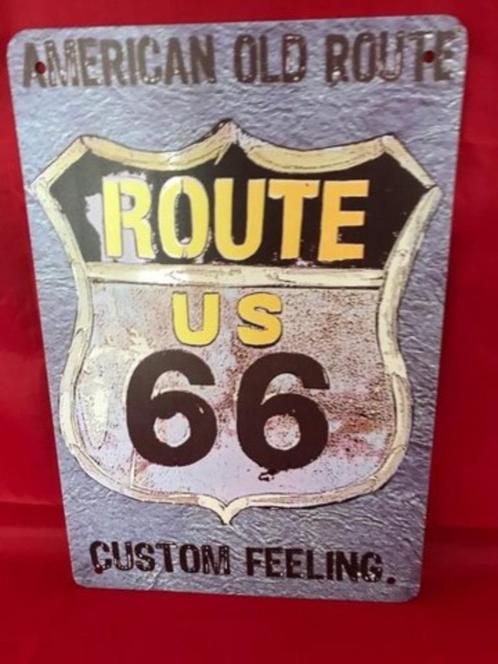 AMERICAN OLD ROUTE
ROUTE
US
66
CUSTOM FEELING.